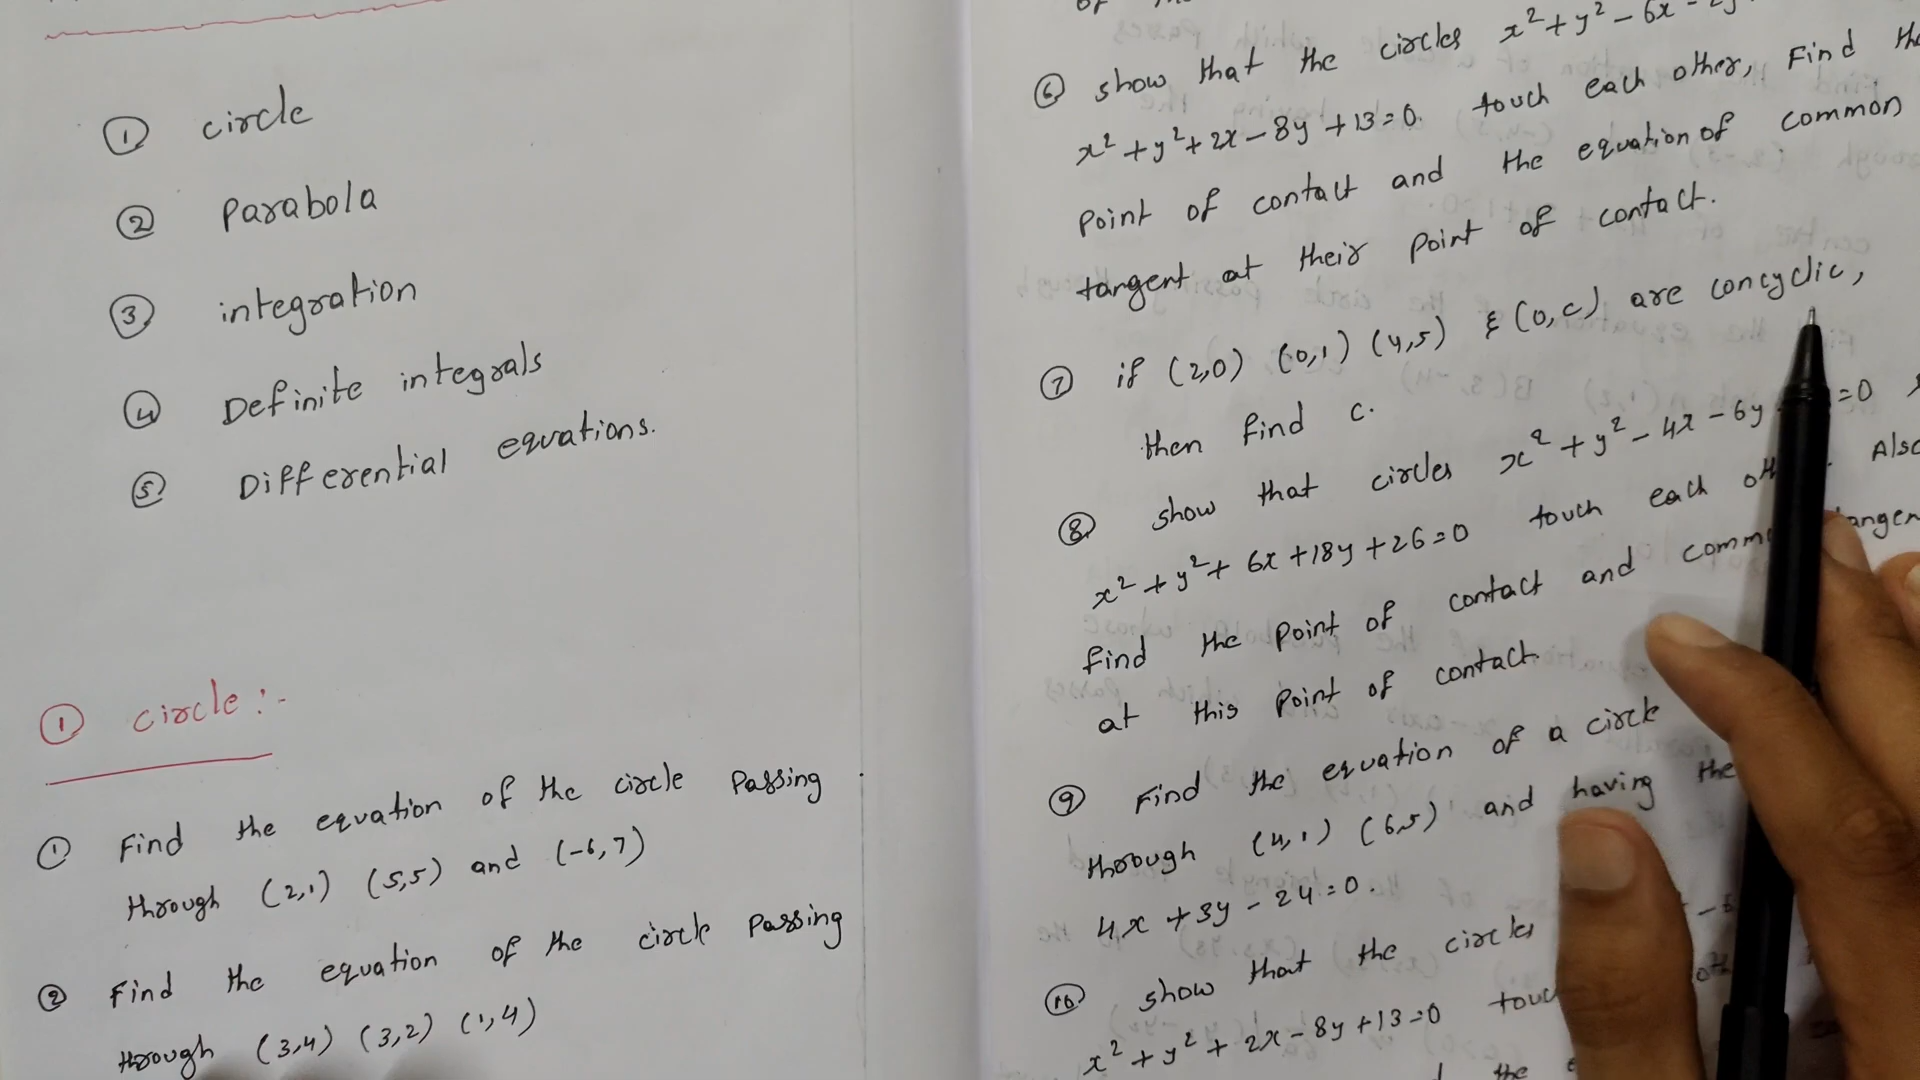 ① circle
② Parabola
③ integration
④ Definite integrals
⑤ Differential equations.
① circle :-
① Find the equation of the circle Passing
through (2,1) (5,5) and (-6,7)
② Find the equation of the circle Passing
through (3,4) (3,2) (1,4)
of
⑥ show that the circles x² + y² - 6x - 2y
x² + y² + 2x - 8y + 13 = 0. touch each other, Find the
Point of contact and the equation of common
tangent at their Point of contact.
⑦ if (2,0) (0,1) (4,5) & (0,c) are concyclic,
then find c.
⑧ show that circles x² + y² - 4x - 6y = 0
x² + y² + 6x + 18y + 26 = 0 touch each Also
find the Point of contact and
at this Point of contact.
⑨ Find the equation of a circle
through (4,1) (6,5) and having the
4x + 3y - 24 = 0.
⑩ show that the circles
x² + y² + 2x - 8y + 13 = 0
the